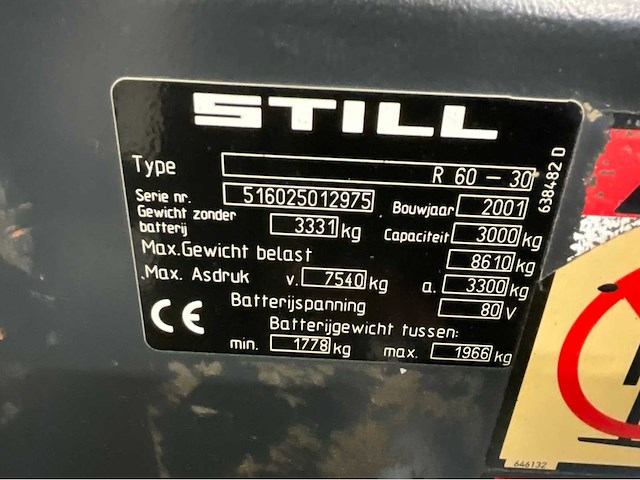 STILL
Type R 60 - 30
Serie nr. 516025012975 Bouwjaar 2001
Gewicht zonder batterij 3331 kg Capaciteit 3000 kg
Max.Gewicht belast 8610 kg
Max. Asdruk v. 7540 kg a. 3300 kg
Batterijspanning 80 V
Batterijgewicht tussen:
CE min. 1778 kg max. 1966 kg
638482 D
646132